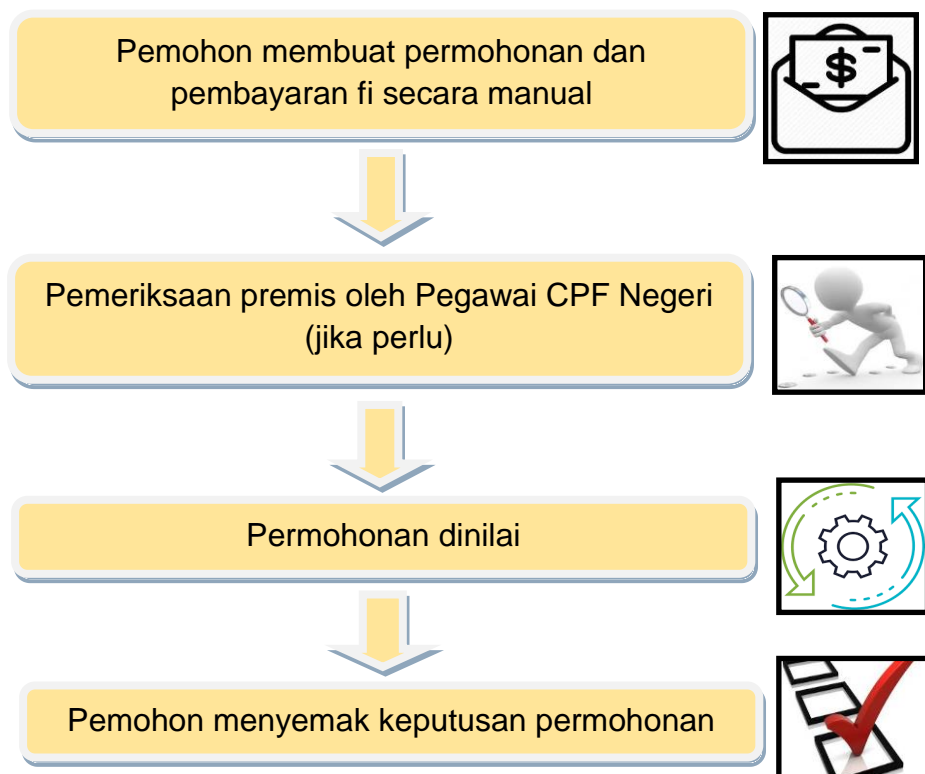 Pemohon membuat permohonan dan
pembayaran fi secara manual
$
Pemeriksaan premis oleh Pegawai CPF Negeri
(jika perlu)
Permohonan dinilai
Pemohon menyemak keputusan permohonan